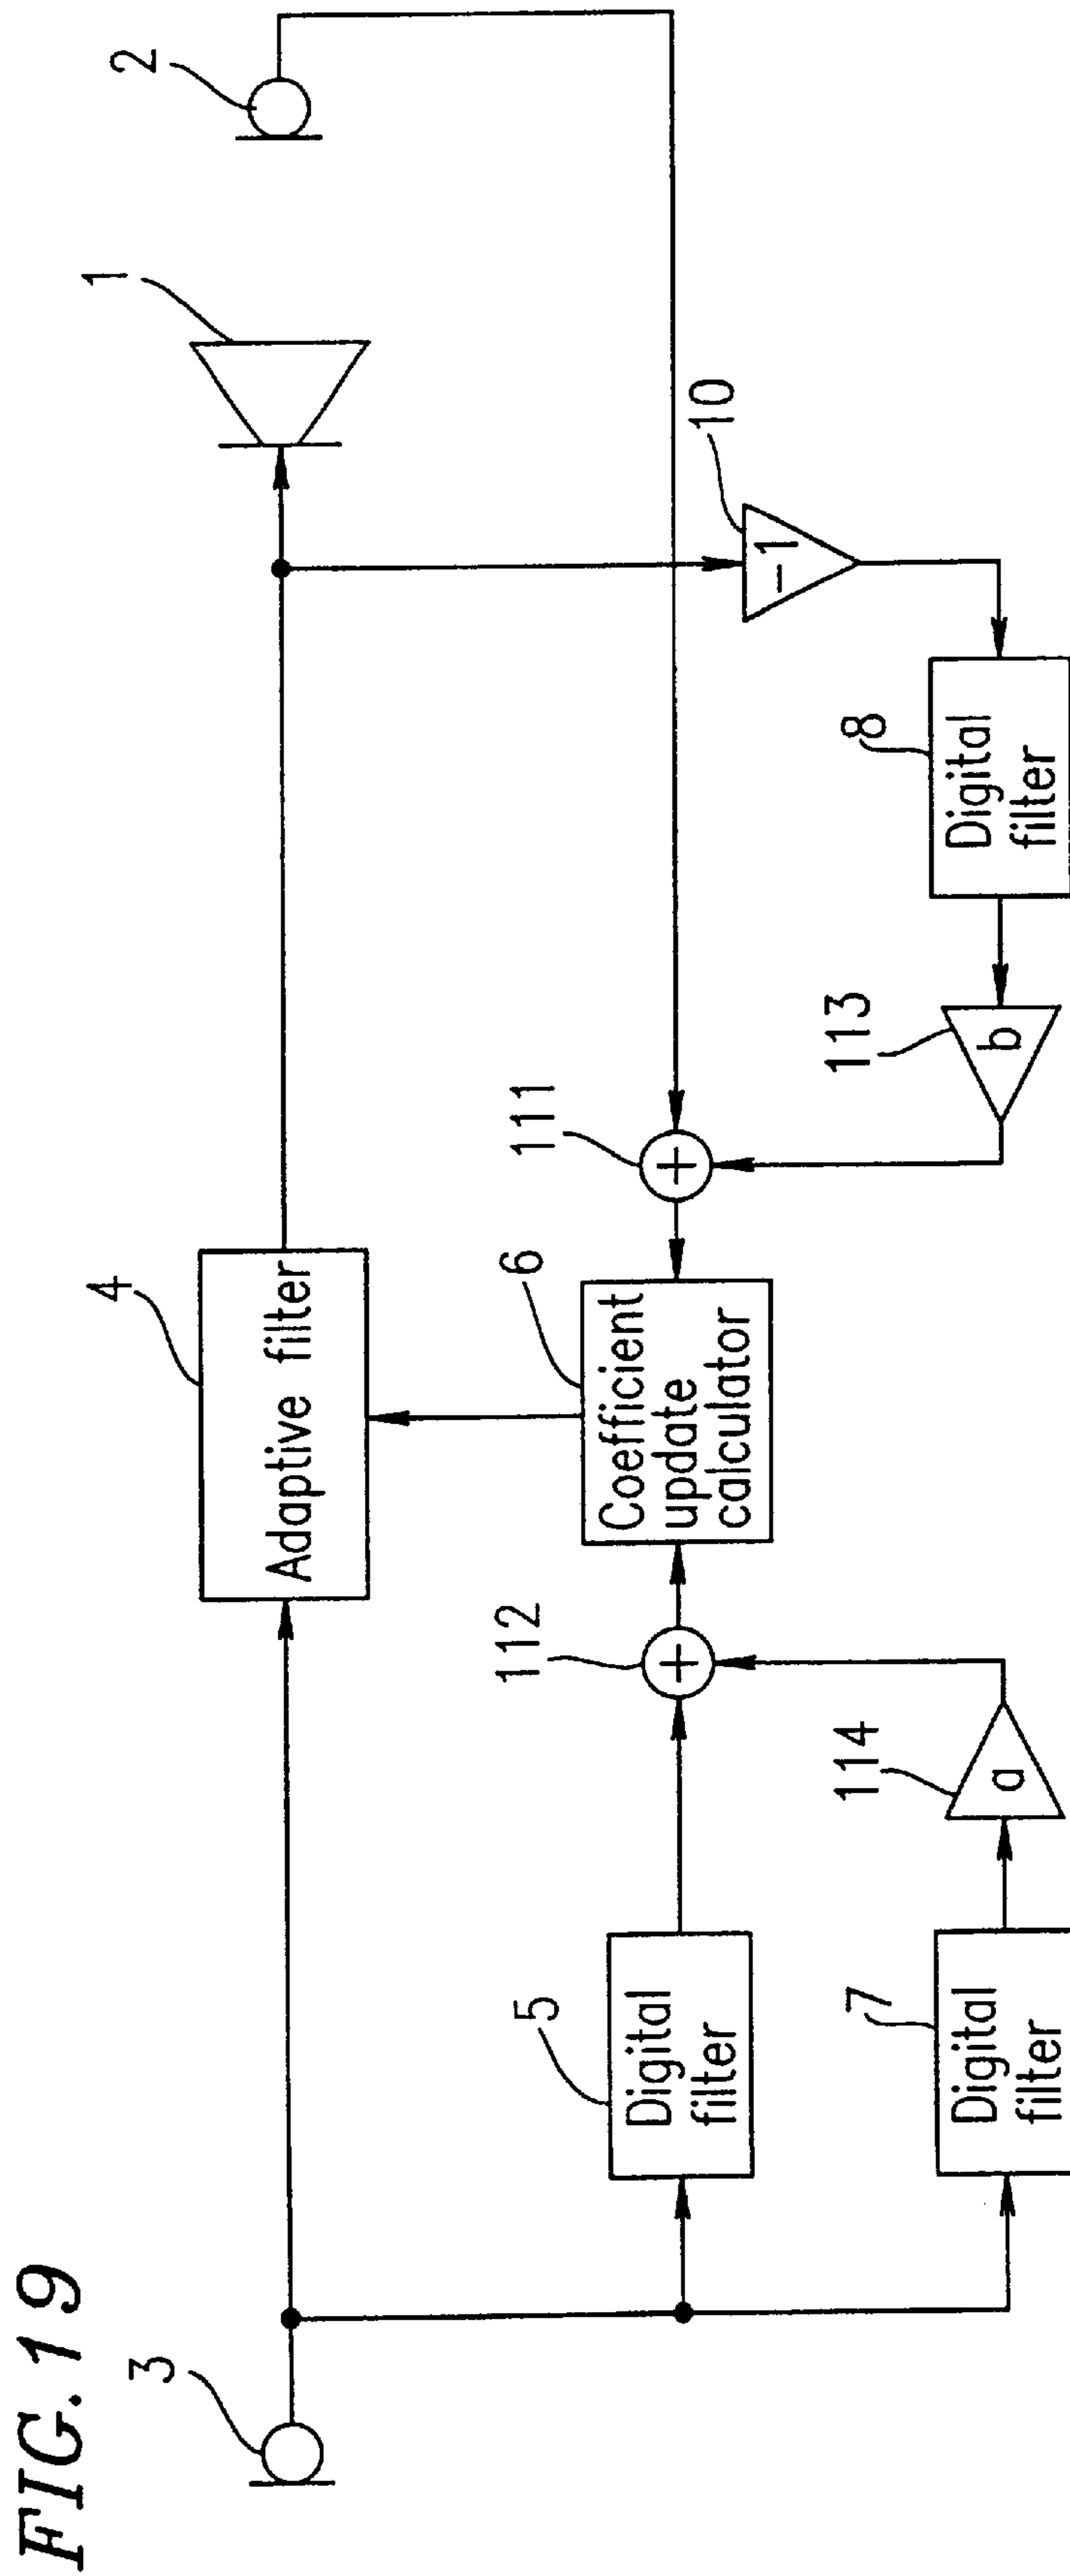 FIG.19
3
4
Adaptive filter
1
2
5
Digital
filter
112
+
6
Coefficient
update
calculator
111
+
10
-1
7
Digital
filter
114
a
113
b
8
Digital
filter